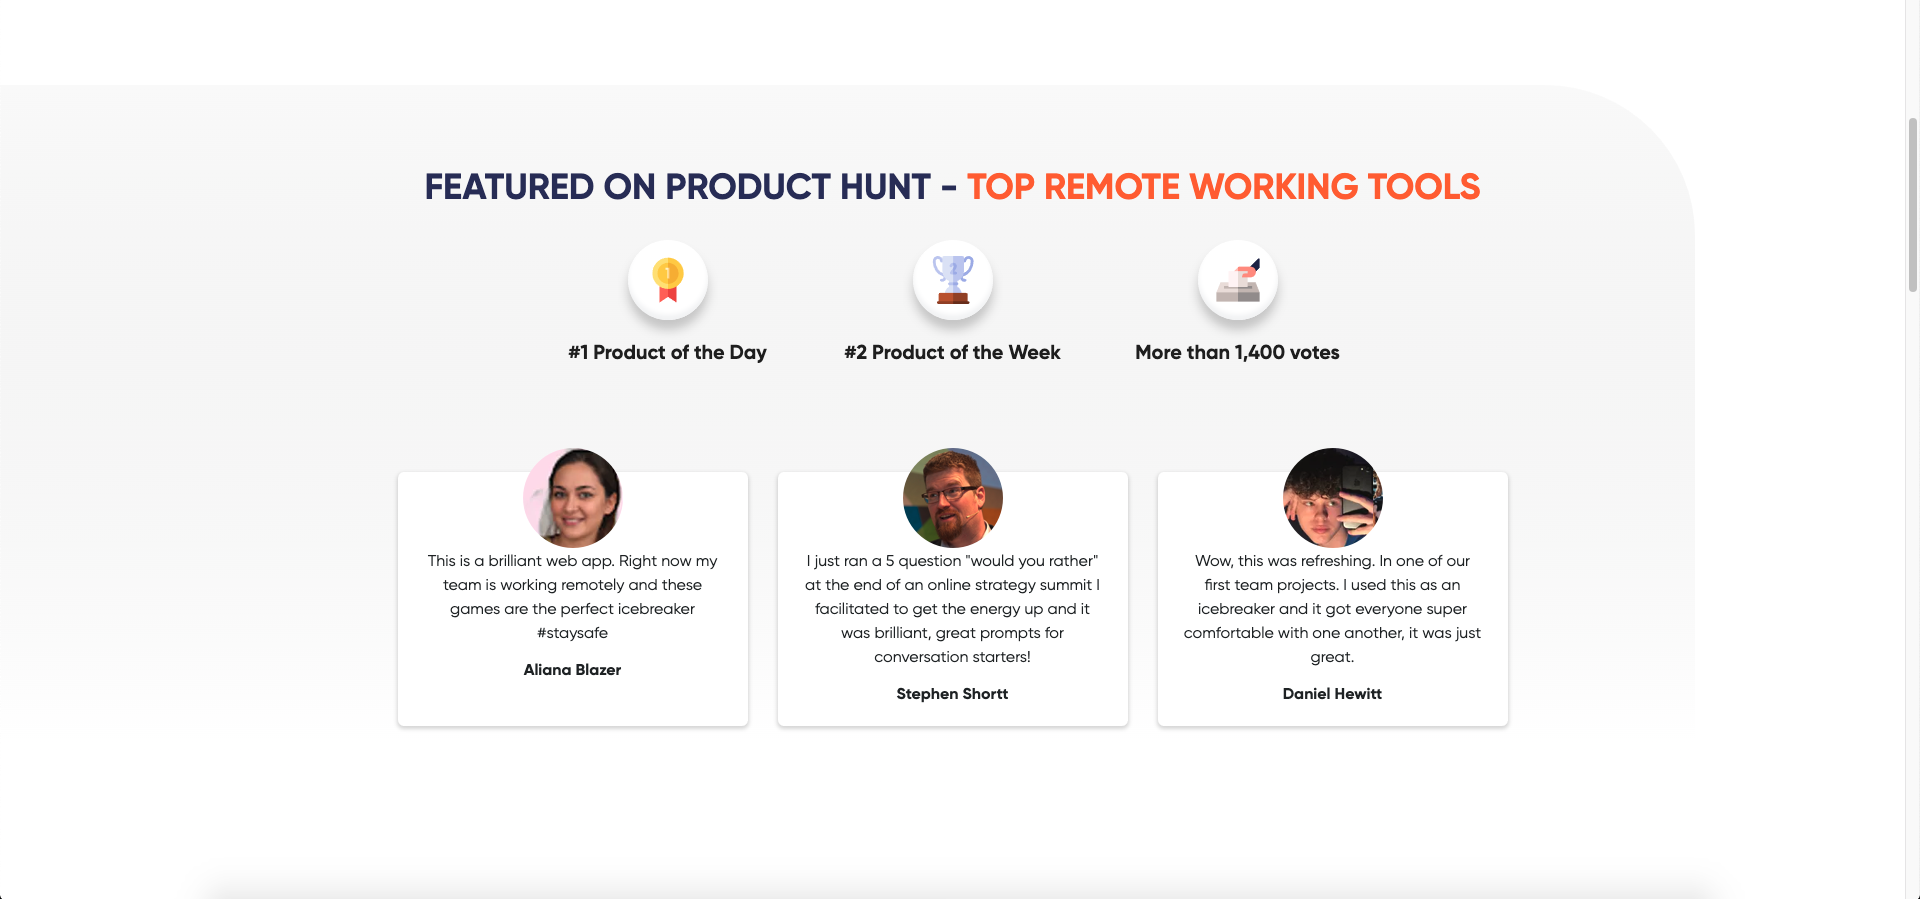 FEATURED ON PRODUCT HUNT - TOP REMOTE WORKING TOOLS
1
2
#1 Product of the Day
#2 Product of the Week
More than 1,400 votes
This is a brilliant web app. Right now my
team is working remotely and these
games are the perfect icebreaker
#staysafe
Aliana Blazer
I just ran a 5 question "would you rather"
at the end of an online strategy summit I
facilitated to get the energy up and it
was brilliant, great prompts for
conversation starters!
Stephen Shortt
Wow, this was refreshing. In one of our
first team projects. I used this as an
icebreaker and it got everyone super
comfortable with one another, it was just
great.
Daniel Hewitt